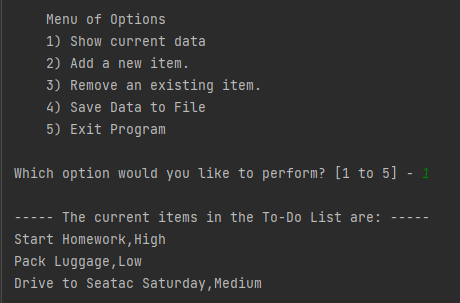 Menu of Options
1) Show current data
2) Add a new item.
3) Remove an existing item.
4) Save Data to File
5) Exit Program
Which option would you like to perform? [1 to 5] - 1
----- The current items in the To-Do List are: -----
Start Homework,High
Pack Luggage,Low
Drive to Seatac Saturday,Medium